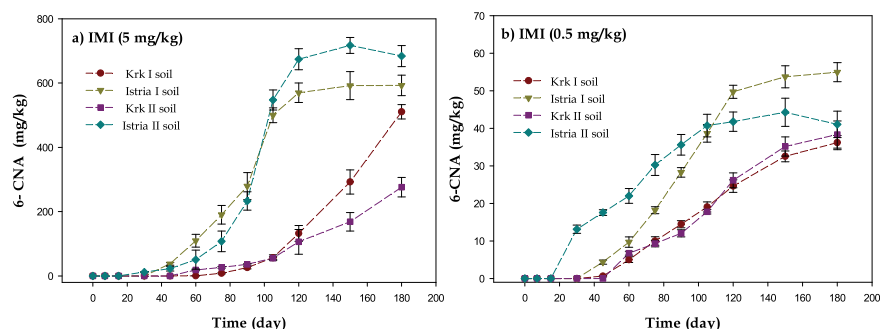 a) IMI (5 mg/kg)
Krk I soil
Istria I soil
Krk II soil
Istria II soil
6- CNA (mg/kg)
800
600
400
200
0
0 20 40 60 80 100 120 140 160 180 200
Time (day)
b) IMI (0.5 mg/kg)
Krk I soil
Istria I soil
Krk II soil
Istria II soil
6-CNA (mg/kg)
70
60
50
40
30
20
10
0
0 20 40 60 80 100 120 140 160 180 200
Time (day)